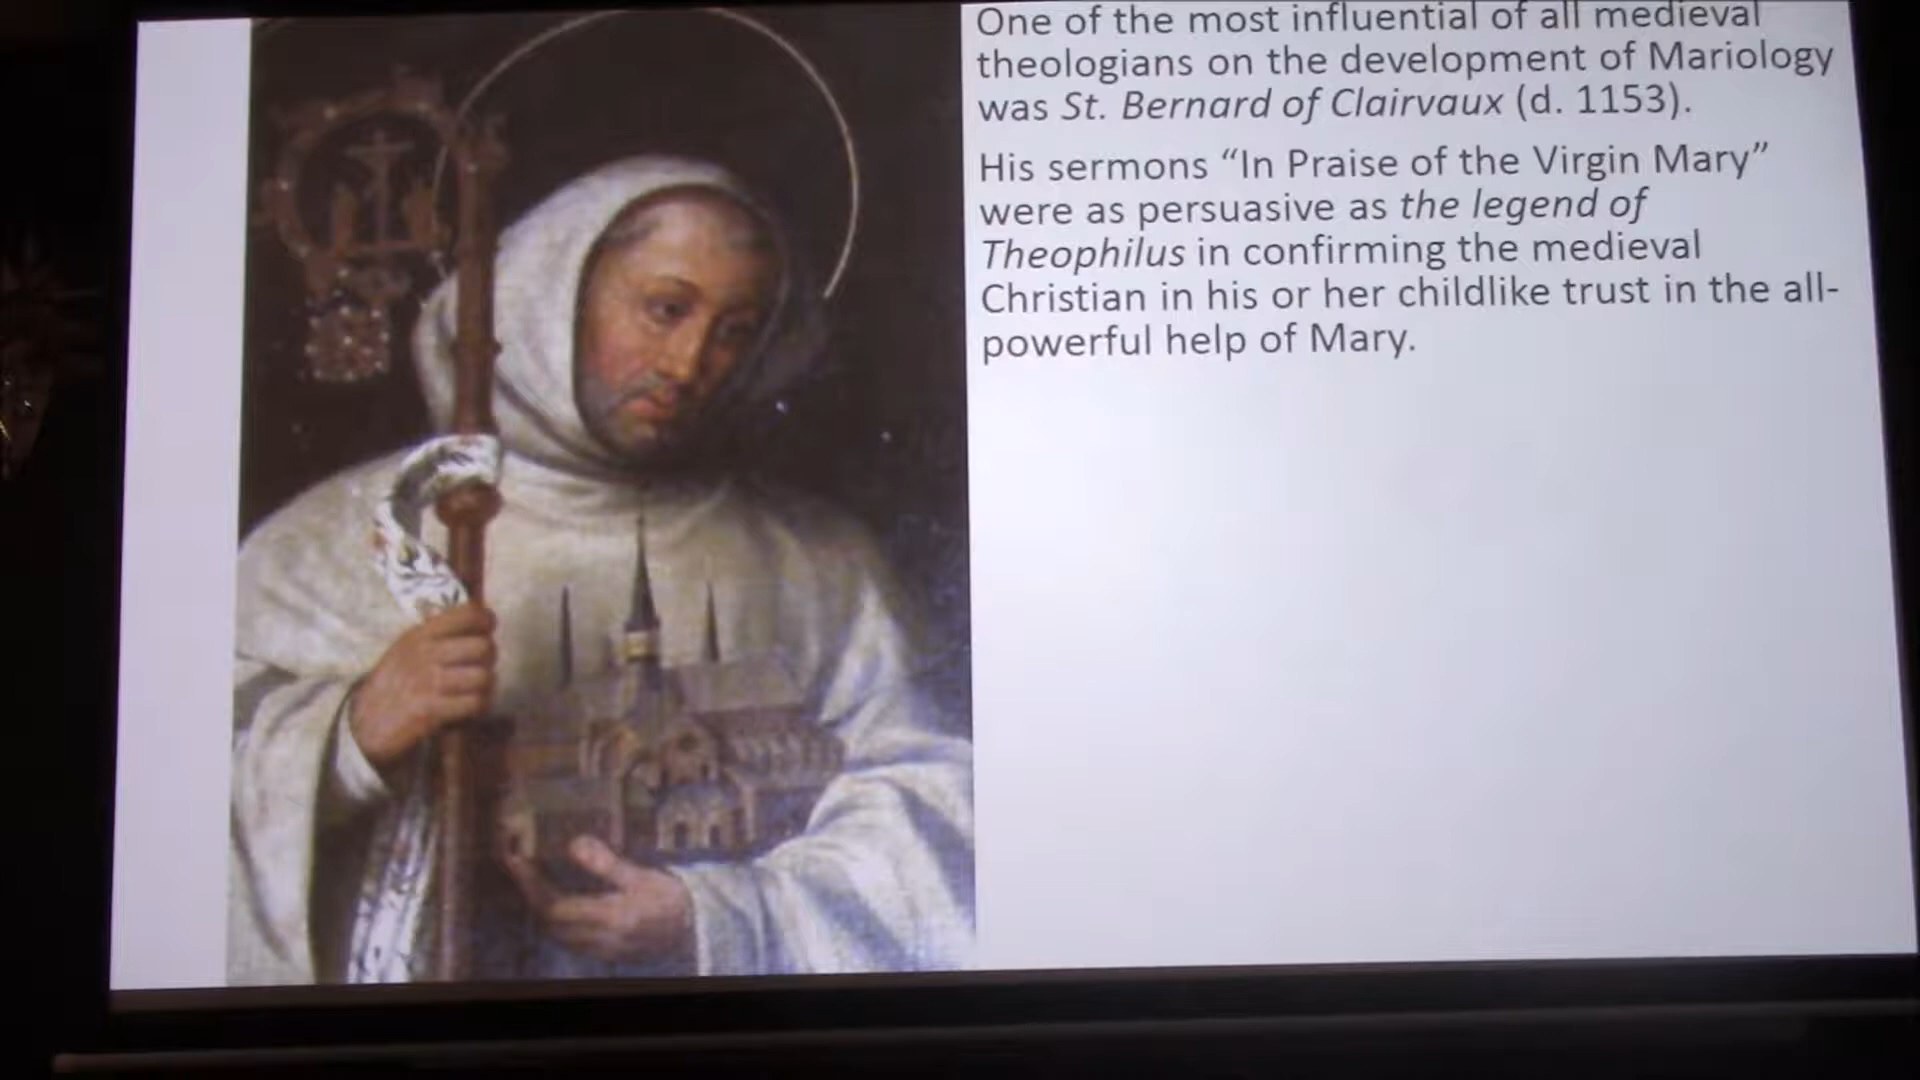 One of the most influential of all medieval
theologians on the development of Mariology
was St. Bernard of Clairvaux (d. 1153).
His sermons “In Praise of the Virgin Mary”
were as persuasive as the legend of
Theophilus in confirming the medieval
Christian in his or her childlike trust in the all-
powerful help of Mary.